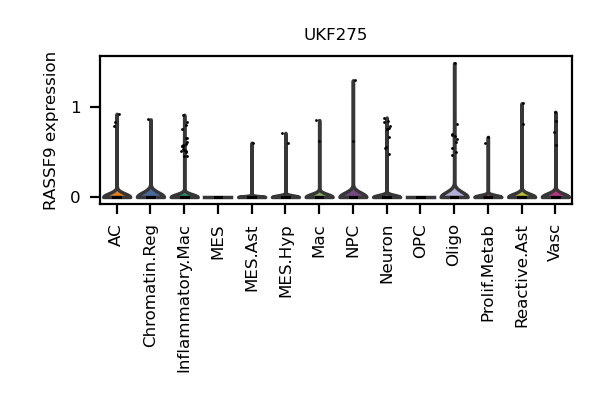 UKF275
RASSF9 expression
1
0
AC
Chromatin.Reg
Inflammatory.Mac
MES
MES.Ast
MES.Hyp
Mac
NPC
Neuron
OPC
Oligo
Prolif.Metab
Reactive.Ast
Vasc